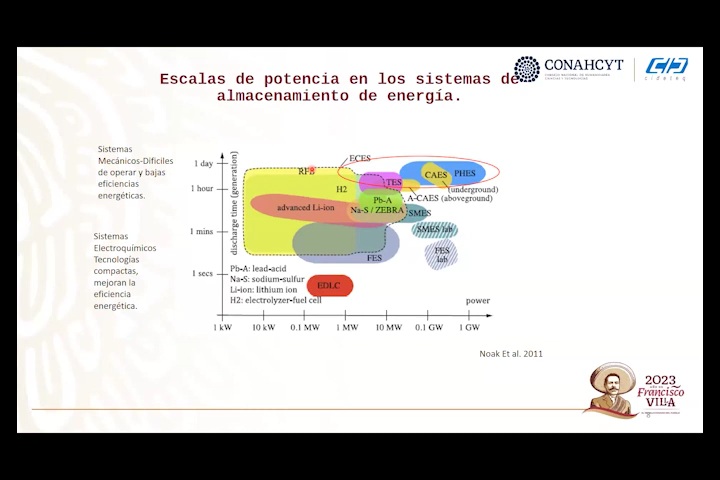 Escalas de potencia en los sistemas de
almacenamiento de energía.
CONAHCYT
cideteq
Sistemas
Mecánicos-Difíciles
de operar y bajas
eficiencias
energéticas.
Sistemas
Electroquímicos
Tecnologías
compactas,
mejoran la
eficiencia
energética.
discharge time (generation)
1 day
1 hour
1 mins
1 secs
ECES
RFB
H2
TES
CAES
PHES
(underground)
A-CAES (aboveground)
Pb-A
Na-S / ZEBRA
advanced Li-ion
SMES
SMES lab
FES
FES
lab
Pb-A: lead-acid
Na-S: sodium-sulfur
Li-ion: lithium ion
H2: electrolyzer-fuel cell
EDLC
power
1 kW
10 kW
0.1 MW
1 MW
10 MW
0.1 GW
1 GW
Noak Et al. 2011
2023
Francisco
VILLA